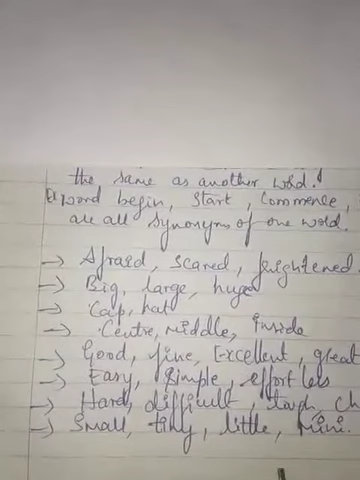 the same as another word.
word begin, start, commence,
are all synonyms of one word.
→ Afraid, scared, frightened
→ Big, large, huge
→ Cap, hat
→ Centre, middle, inside
→ Good, fine, Excellent, great
→ Easy, simple, effortless
→ Hard, difficult, tough, ch
→ Small, tiny, little, mini.